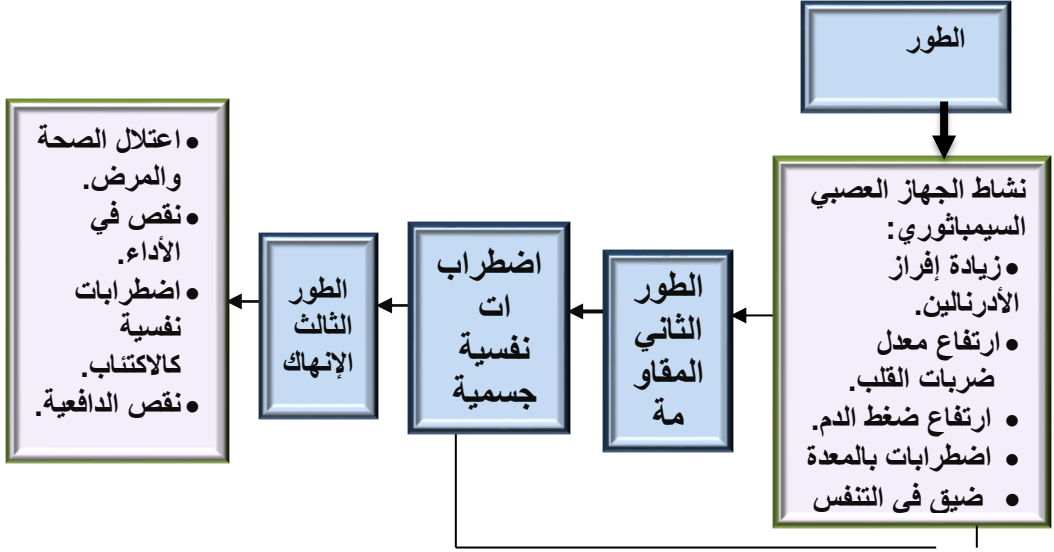 الطور
نشاط الجهاز العصبي
السيمباثوري:
•زيادة إفراز
الأدرنالين.
•ارتفاع معدل
ضربات القلب.
• ارتفاع ضغط الدم.
• اضطرابات بالمعدة
• ضيق في التنفس
الطور
الثاني
المقاو
مة
اضطراب
ات
نفسية
جسمية
الطور
الثالث
الإنهاك
•اعتلال الصحة
والمرض.
•نقص في
الأداء.
•اضطرابات
نفسية
كالاكتئاب.
•نقص الدافعية.